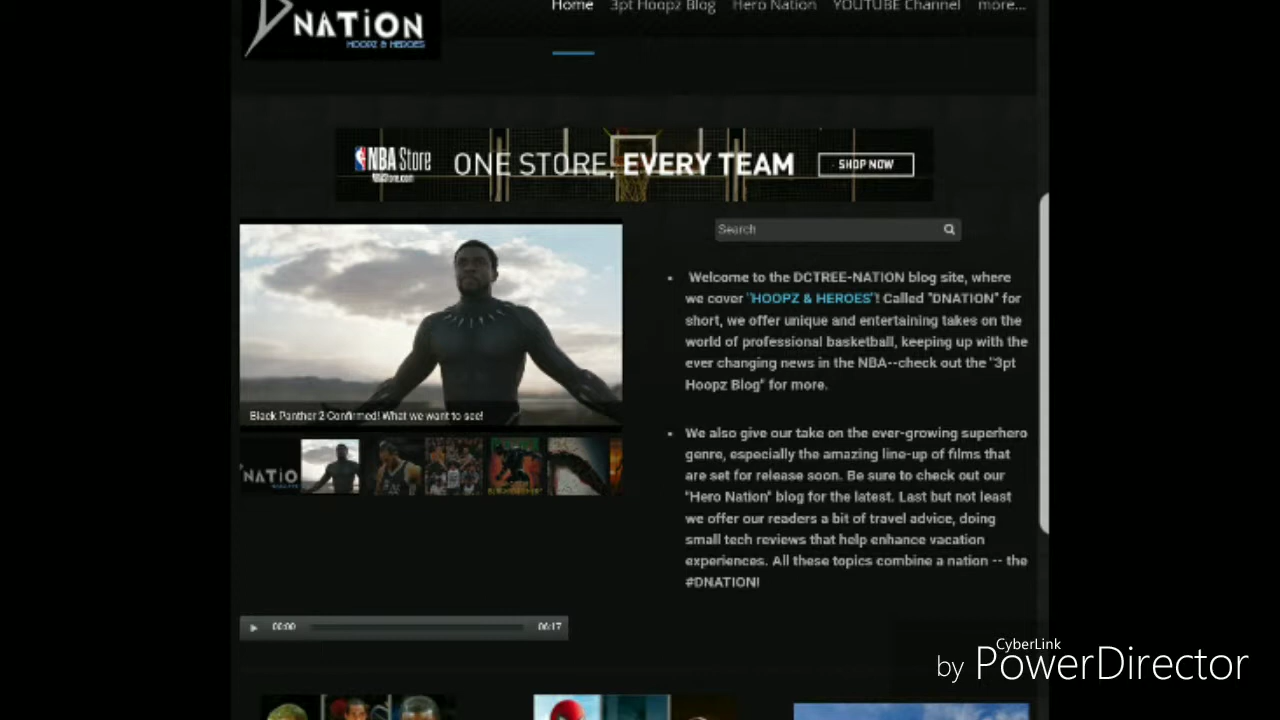 Home 3pt Hoopz Blog Hero Nation YOUTUBE Channel more...
NATION
HOOPZ & HEROES
NBA Store
NBAStore.com
ONE STORE, EVERY TEAM
SHOP NOW
Search
Black Panther 2 Confirmed! What we want to see!
NATIO
00:00 06:17
Welcome to the DCTREE-NATION blog site, where
we cover "HOOPZ & HEROES"! Called "DNATION" for
short, we offer unique and entertaining takes on the
world of professional basketball, keeping up with the
ever changing news in the NBA--check out the "3pt
Hoopz Blog" for more.
We also give our take on the ever-growing superhero
genre, especially the amazing line-up of films that
are set for release soon. Be sure to check out our
"Hero Nation" blog for the latest. Last but not least
we offer our readers a bit of travel advice, doing
small tech reviews that help enhance vacation
experiences. All these topics combine a nation -- the
#DNATION!
CyberLink
by PowerDirector